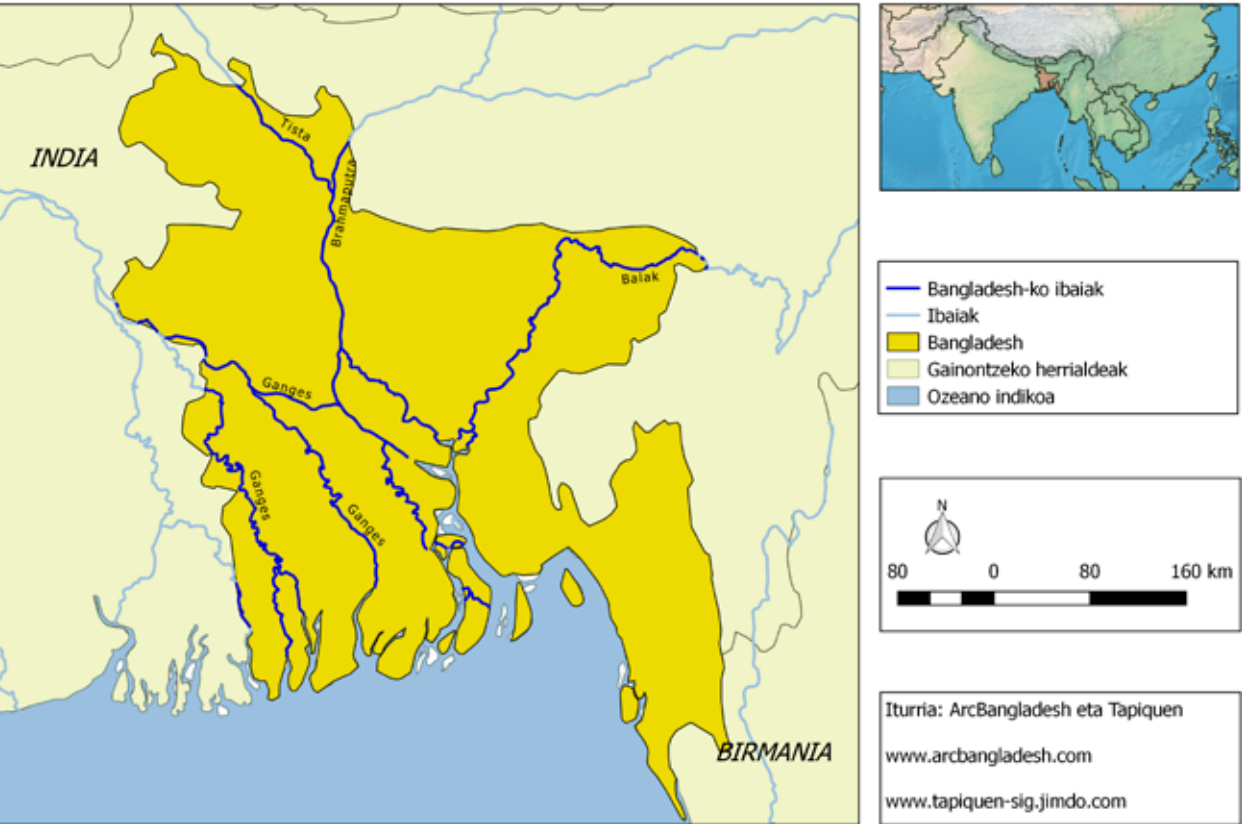 INDIA
Tista
Brahmaputra
Balak
Ganges
Ganges
Ganges
BIRMANIA
Bangladesh-ko ibaiak
Ibaiak
Bangladesh
Gainontzeko herrialdeak
Ozeano indikoa
N
80 0 80 160 km
Iturria: ArcBangladesh eta Tapiquen
www.arcbangladesh.com
www.tapiquen-sig.jimdo.com